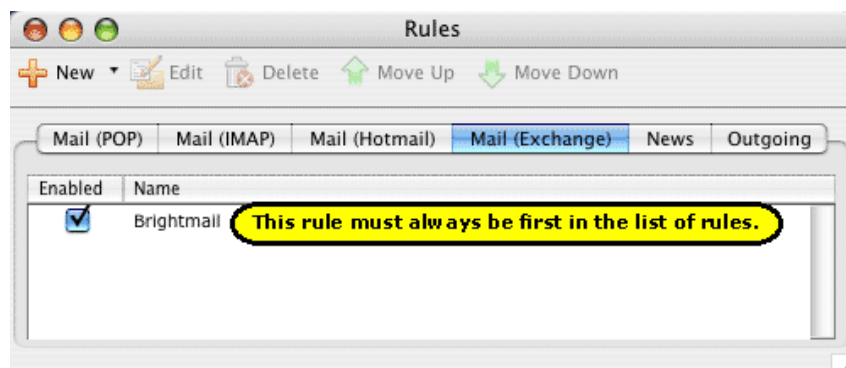 Rules
New Edit Delete Move Up Move Down
Mail (POP) Mail (IMAP) Mail (Hotmail) Mail (Exchange) News Outgoing
Enabled Name
Brightmail This rule must always be first in the list of rules.